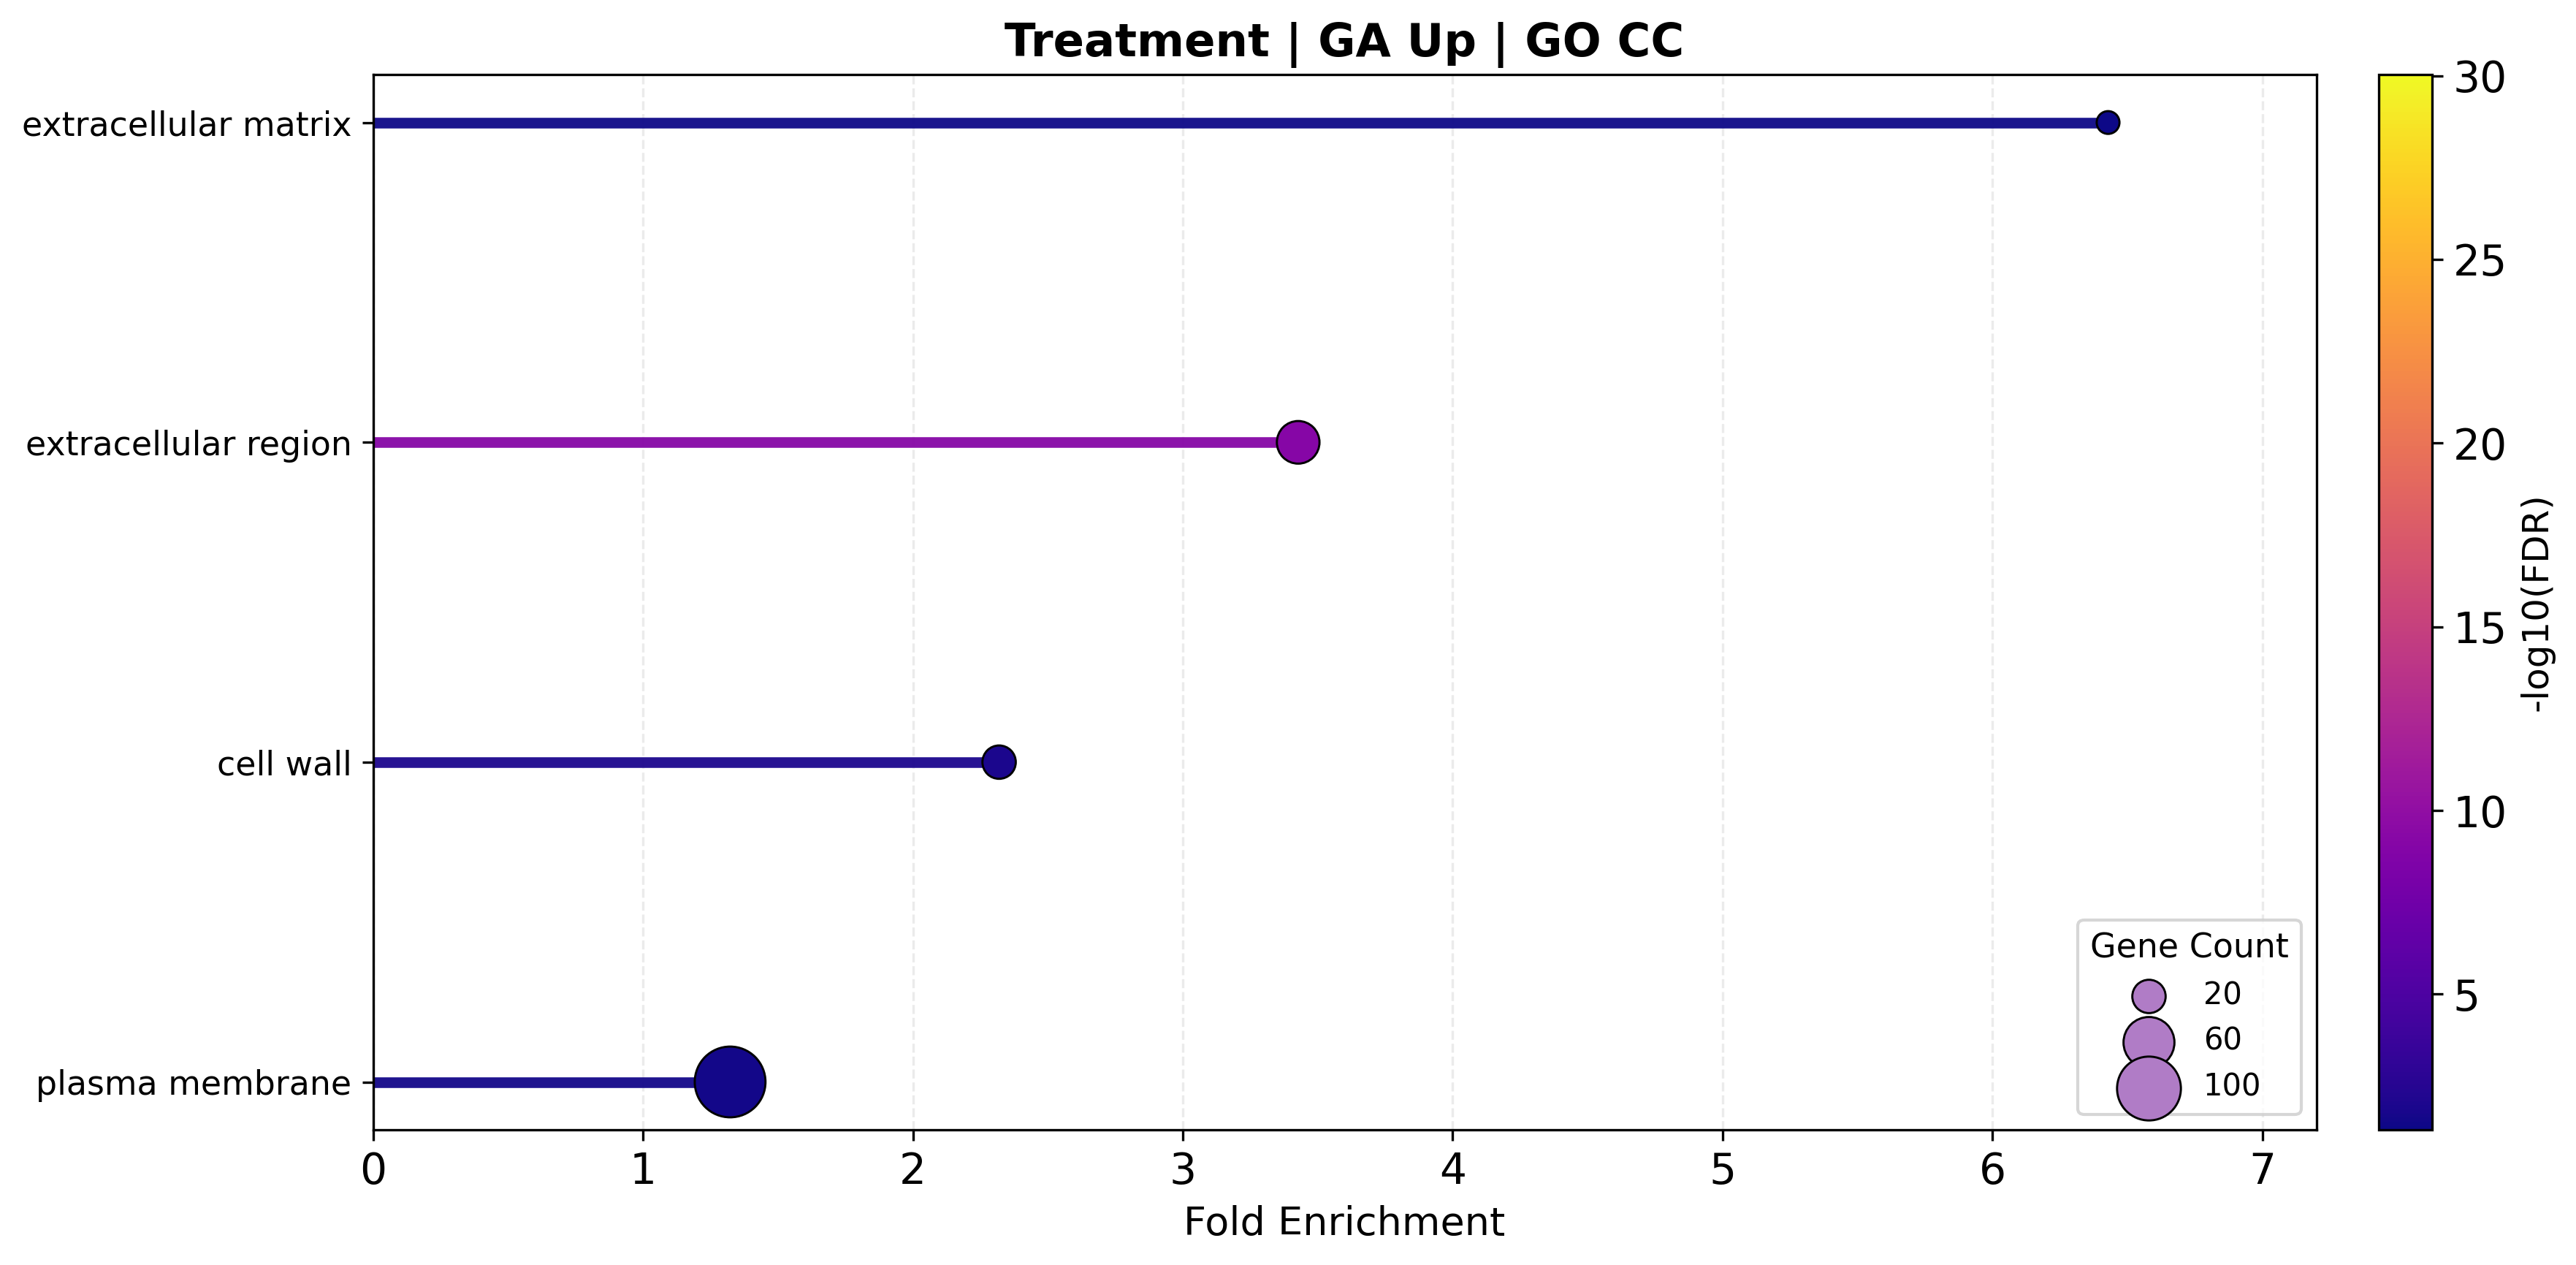 Treatment | GA Up | GO CC
extracellular matrix
extracellular region
cell wall
plasma membrane
0 1 2 3 4 5 6 7
Fold Enrichment
Gene Count
20
60
100
30
25
20
15
10
5
-log10(FDR)